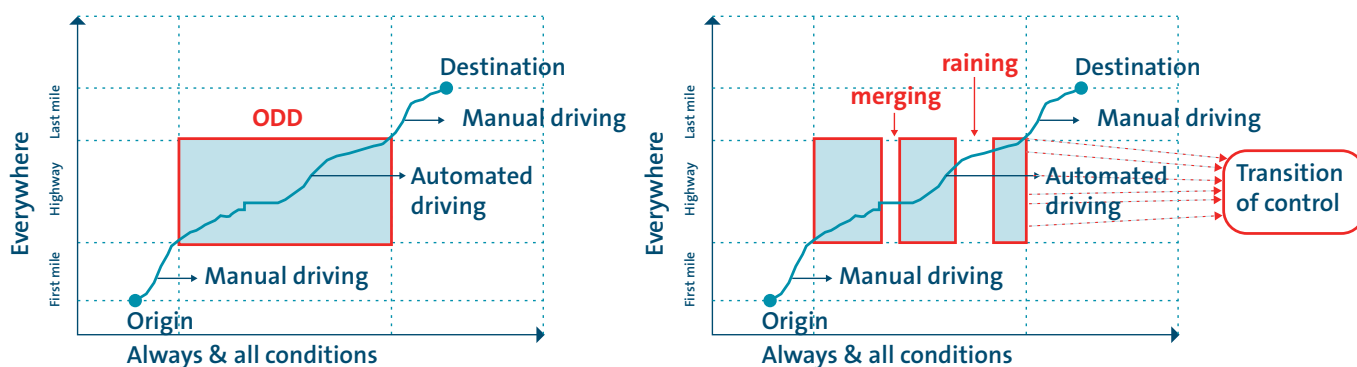 Everywhere
Last mile
Highway
First mile
Destination
Manual driving
ODD
Automated
driving
Manual driving
Origin
Always & all conditions
Everywhere
Last mile
Highway
First mile
raining
merging
Destination
Manual driving
Automated
driving
Transition
of control
Manual driving
Origin
Always & all conditions